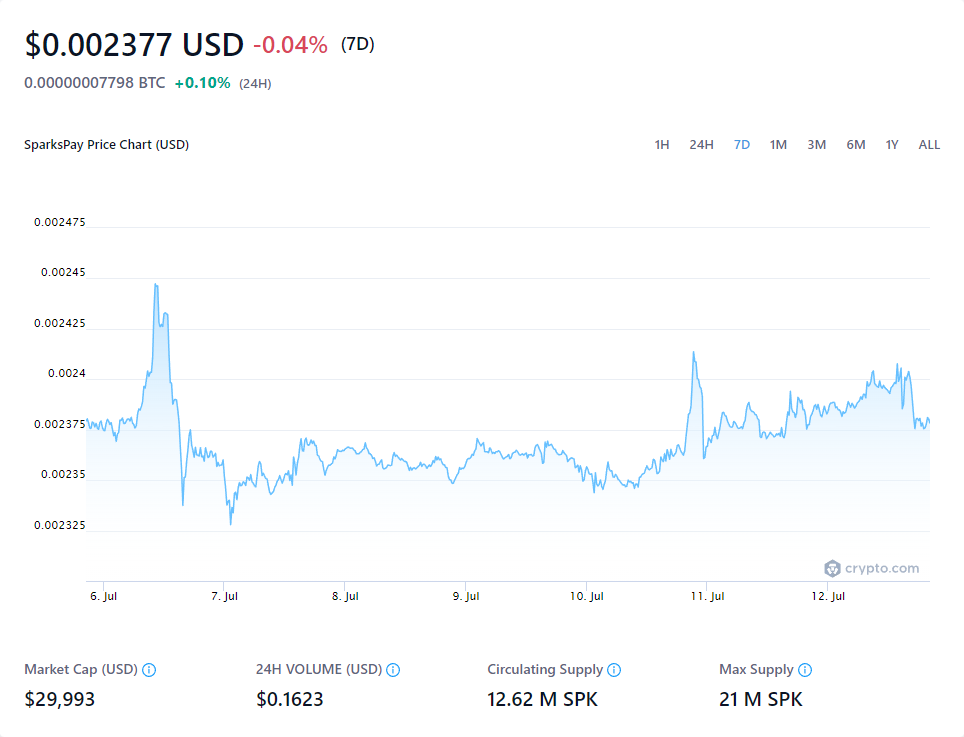 $0.002377 USD -0.04% (7D)
0.00000007798 BTC +0.10% (24H)
SparksPay Price Chart (USD) 1H 24H 7D 1M 3M 6M 1Y ALL
0.002475
0.00245
0.002425
0.0024
0.002375
0.00235
0.002325
crypto.com
6. Jul 7. Jul 8. Jul 9. Jul 10. Jul 11. Jul 12. Jul
Market Cap (USD) 24H VOLUME (USD) Circulating Supply Max Supply
$29,993 $0.1623 12.62 M SPK 21 M SPK